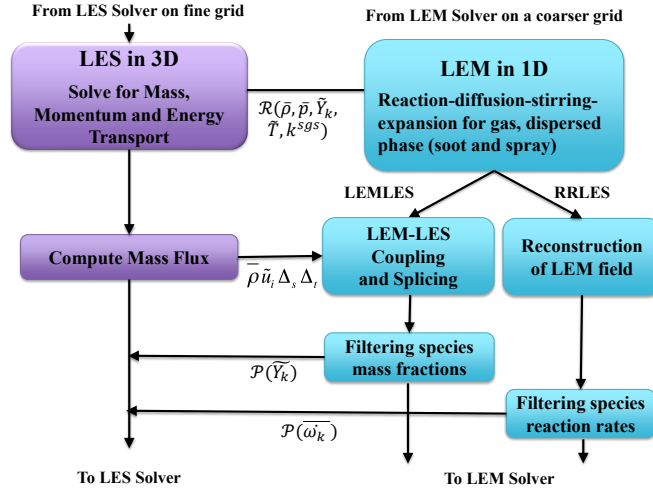 From LES Solver on fine grid
From LEM Solver on a coarser grid
LES in 3D
Solve for Mass,
Momentum and Energy
Transport
ℛ(ρ̄, p̄, Ỹₖ,
T̃, kˢᵍˢ)
LEM in 1D
Reaction-diffusion-stirring-
expansion for gas, dispersed
phase (soot and spray)
LEMLES
RRLES
Compute Mass Flux
ρ̄ ũᵢ Δₛ Δₜ
LEM-LES
Coupling
and Splicing
Reconstruction
of LEM field
𝒫(Ỹₖ)
Filtering species
mass fractions
𝒫(ω̇ₖ‾)
Filtering species
reaction rates
To LES Solver
To LEM Solver